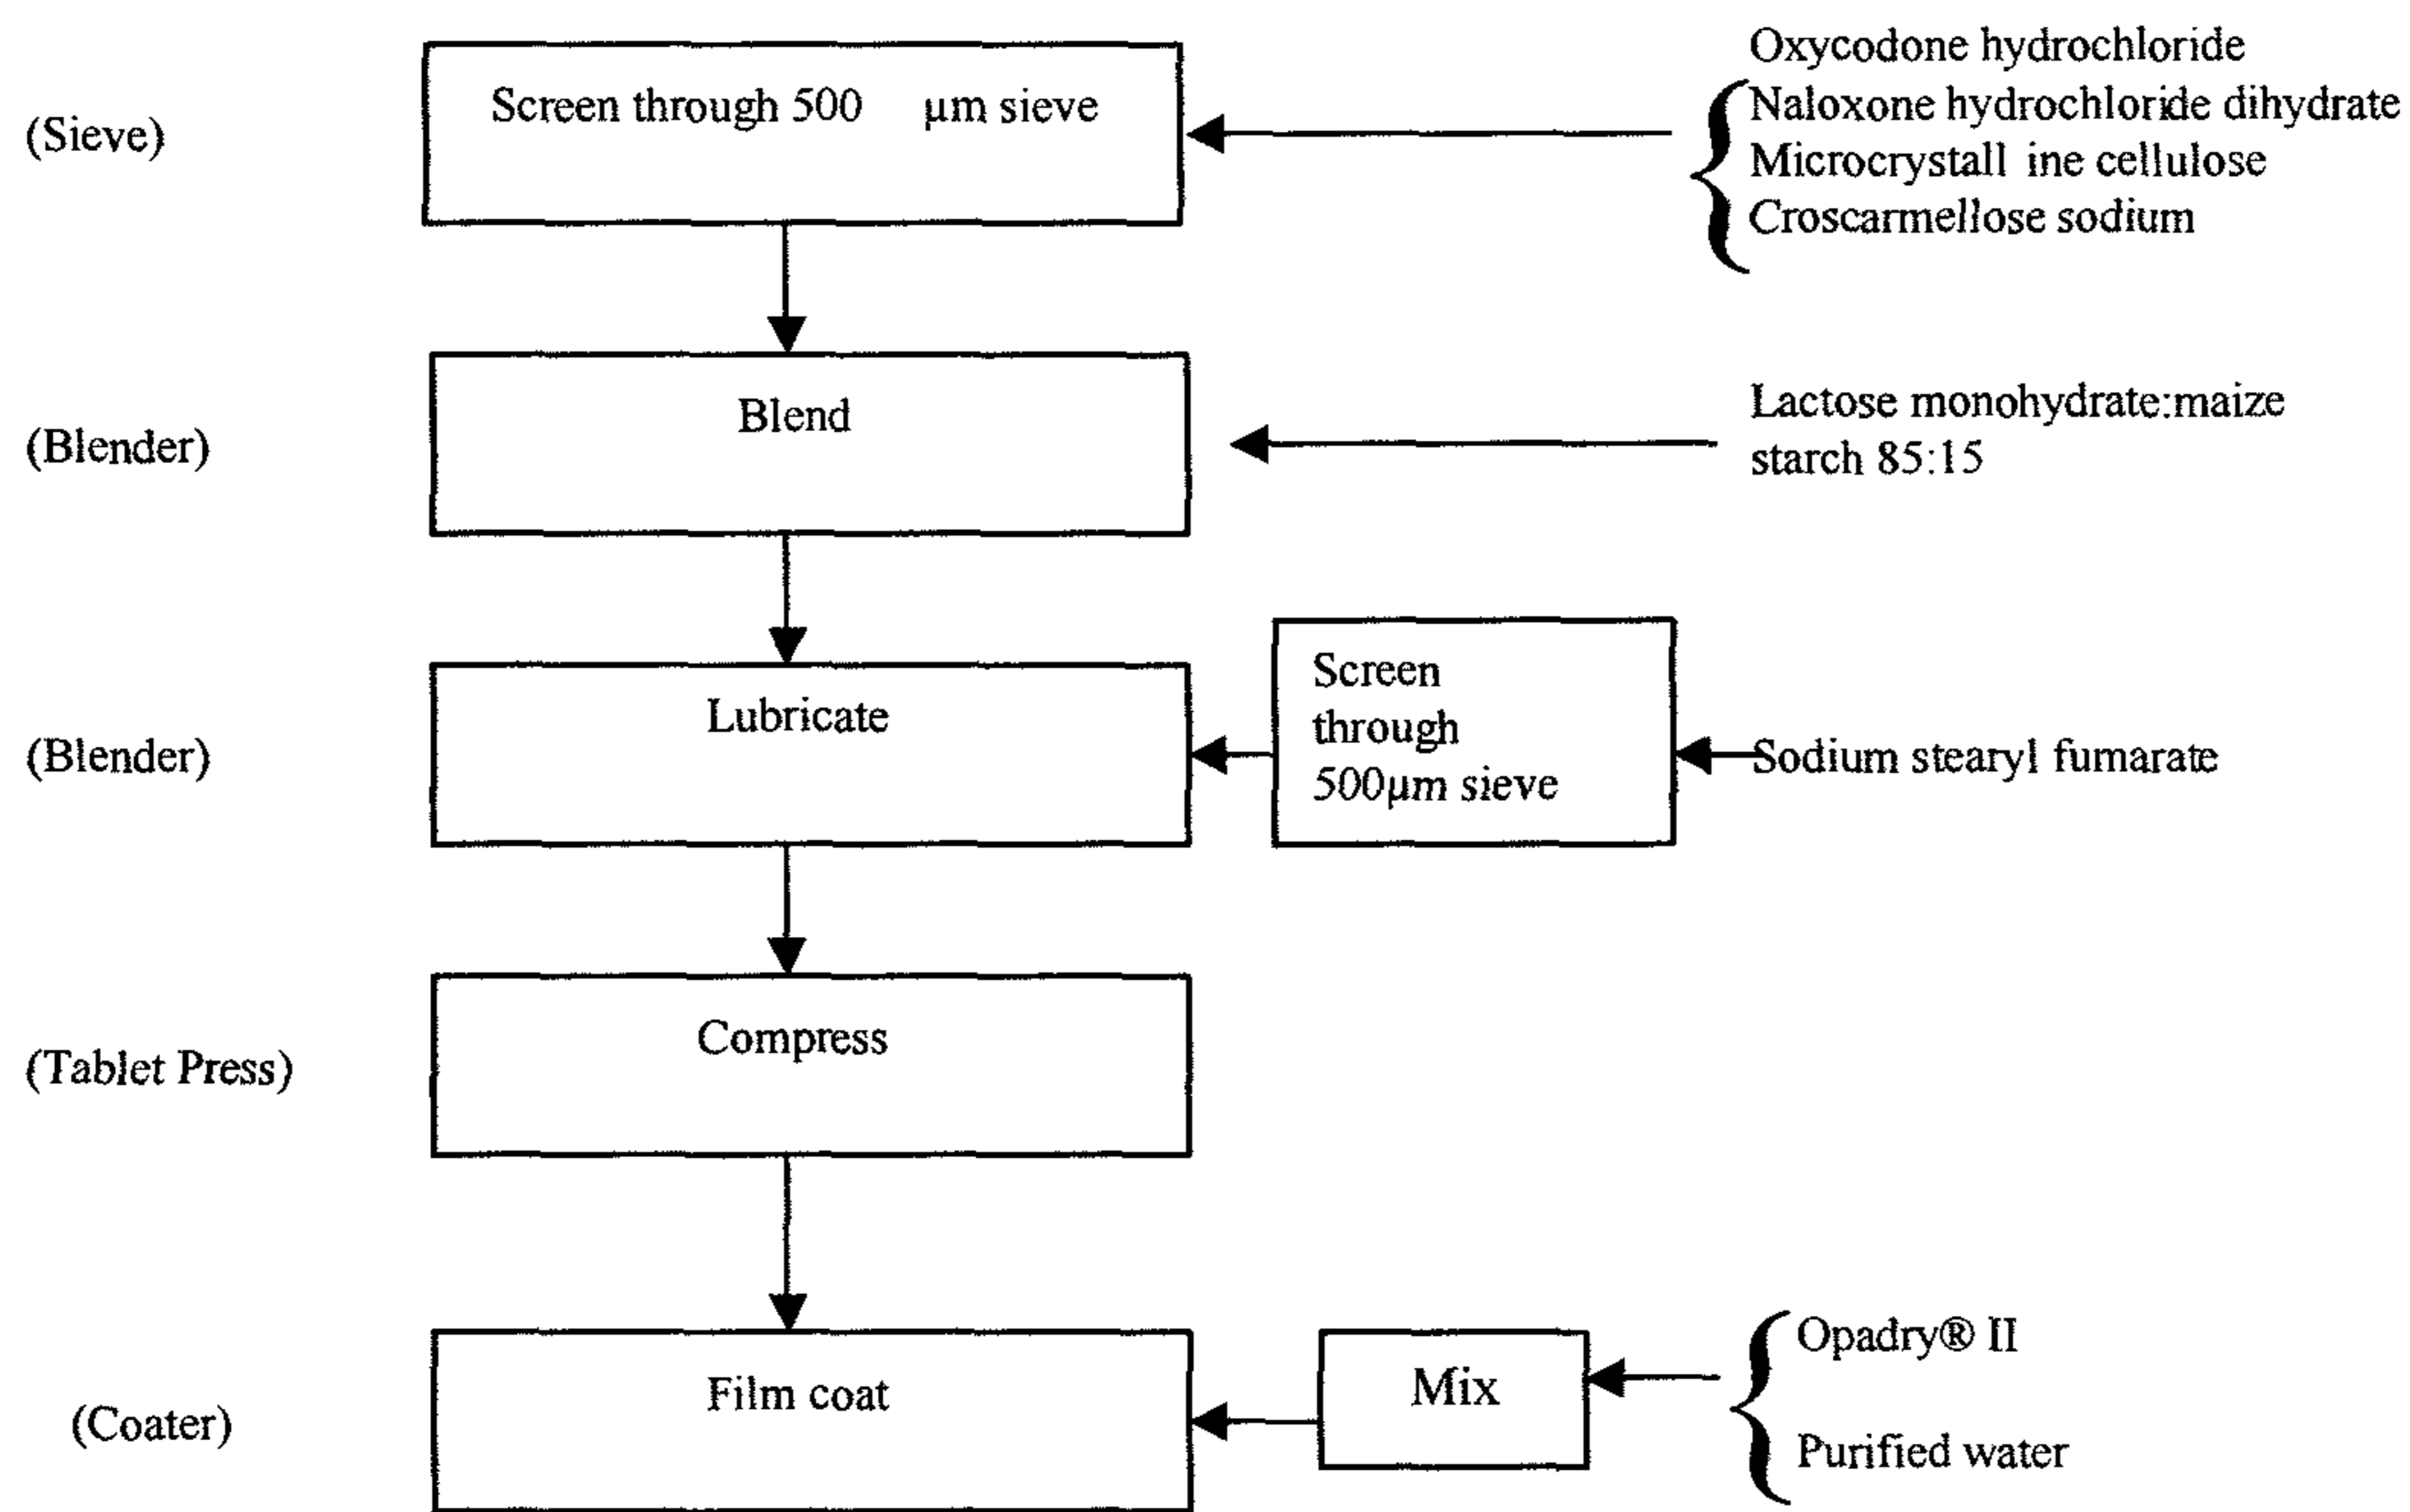 Oxycodone hydrochloride
(Sieve)
Screen through 500 µm sieve
Naloxone hydrochloride dihydrate
Microcrystall ine cellulose
Croscarmellose sodium
(Blender)
Blend
Lactose monohydrate:maize
starch 85:15
(Blender)
Lubricate
Screen
through
500µm sieve
Sodium stearyl fumarate
(Tablet Press)
Compress
(Coater)
Film coat
Mix
Opadry® II
Purified water